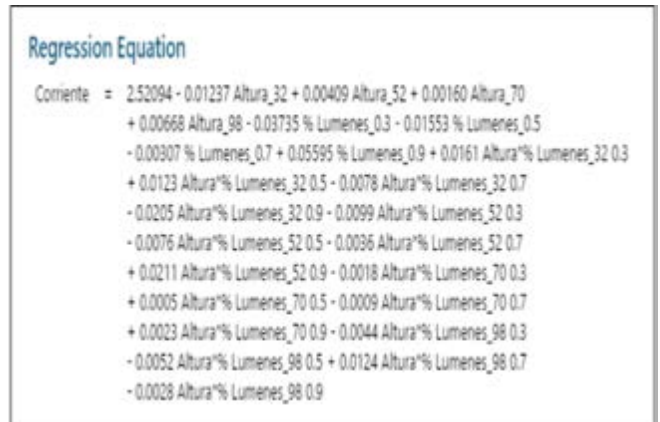 Regression Equation
Corriente = 2.52094 - 0.01237 Altura_32 + 0.00409 Altura_52 + 0.00160 Altura_70
+ 0.00668 Altura_98 - 0.03735 % Lumenes_0.3 - 0.01553 % Lumenes_0.5
- 0.00307 % Lumenes_0.7 + 0.05595 % Lumenes_0.9 + 0.0161 Altura*% Lumenes_32 0.3
+ 0.0123 Altura*% Lumenes_32 0.5 - 0.0078 Altura*% Lumenes_32 0.7
- 0.0205 Altura*% Lumenes_32 0.9 - 0.0099 Altura*% Lumenes_52 0.3
- 0.0076 Altura*% Lumenes_52 0.5 - 0.0036 Altura*% Lumenes_52 0.7
+ 0.0211 Altura*% Lumenes_52 0.9 - 0.0018 Altura*% Lumenes_70 0.3
+ 0.0005 Altura*% Lumenes_70 0.5 - 0.0009 Altura*% Lumenes_70 0.7
+ 0.0023 Altura*% Lumenes_70 0.9 - 0.0044 Altura*% Lumenes_98 0.3
- 0.0052 Altura*% Lumenes_98 0.5 + 0.0124 Altura*% Lumenes_98 0.7
- 0.0028 Altura*% Lumenes_98 0.9